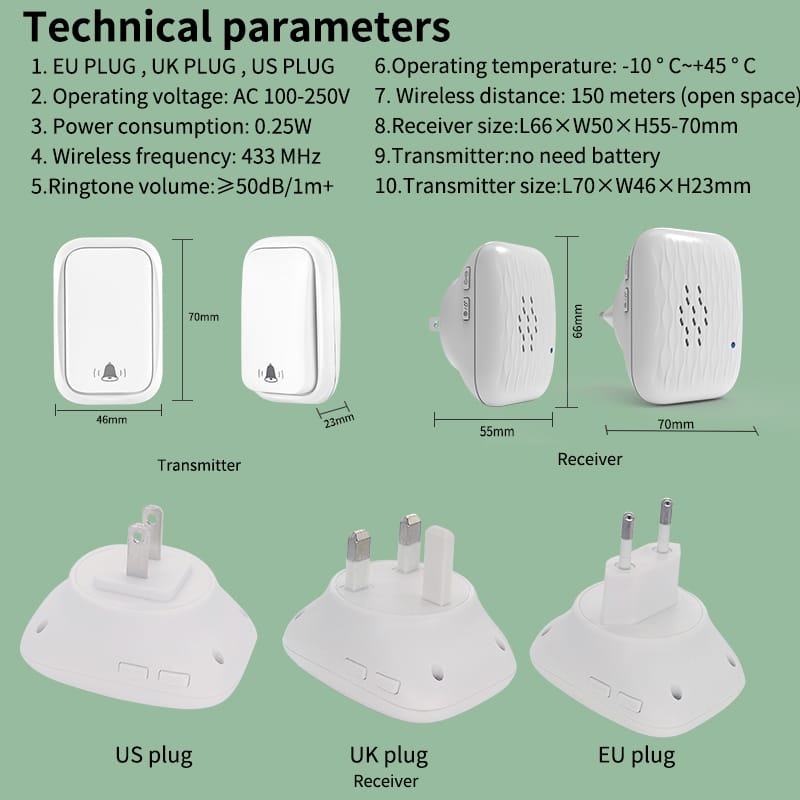 Technical parameters
1. EU PLUG , UK PLUG , US PLUG
2. Operating voltage: AC 100-250V
3. Power consumption: 0.25W
4. Wireless frequency: 433 MHz
5.Ringtone volume:≥50dB/1m+
6.Operating temperature: -10 ° C~+45 ° C
7. Wireless distance: 150 meters (open space)
8.Receiver size:L66×W50×H55-70mm
9.Transmitter:no need battery
10.Transmitter size:L70×W46×H23mm
70mm
46mm
23mm
Transmitter
66mm
55mm
70mm
Receiver
US plug
UK plug
EU plug
Receiver